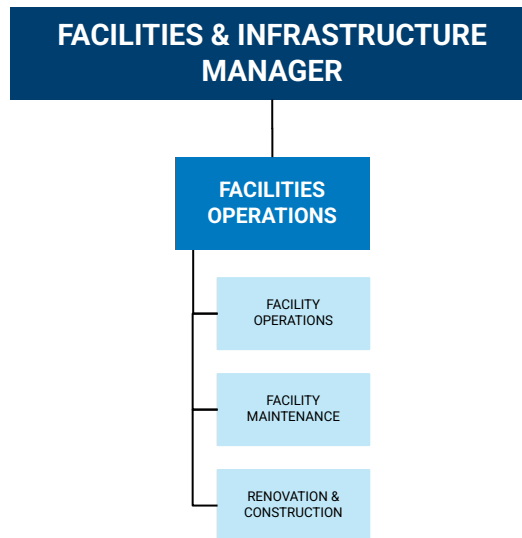 FACILITIES & INFRASTRUCTURE
MANAGER
FACILITIES
OPERATIONS
FACILITY
OPERATIONS
FACILITY
MAINTENANCE
RENOVATION &
CONSTRUCTION